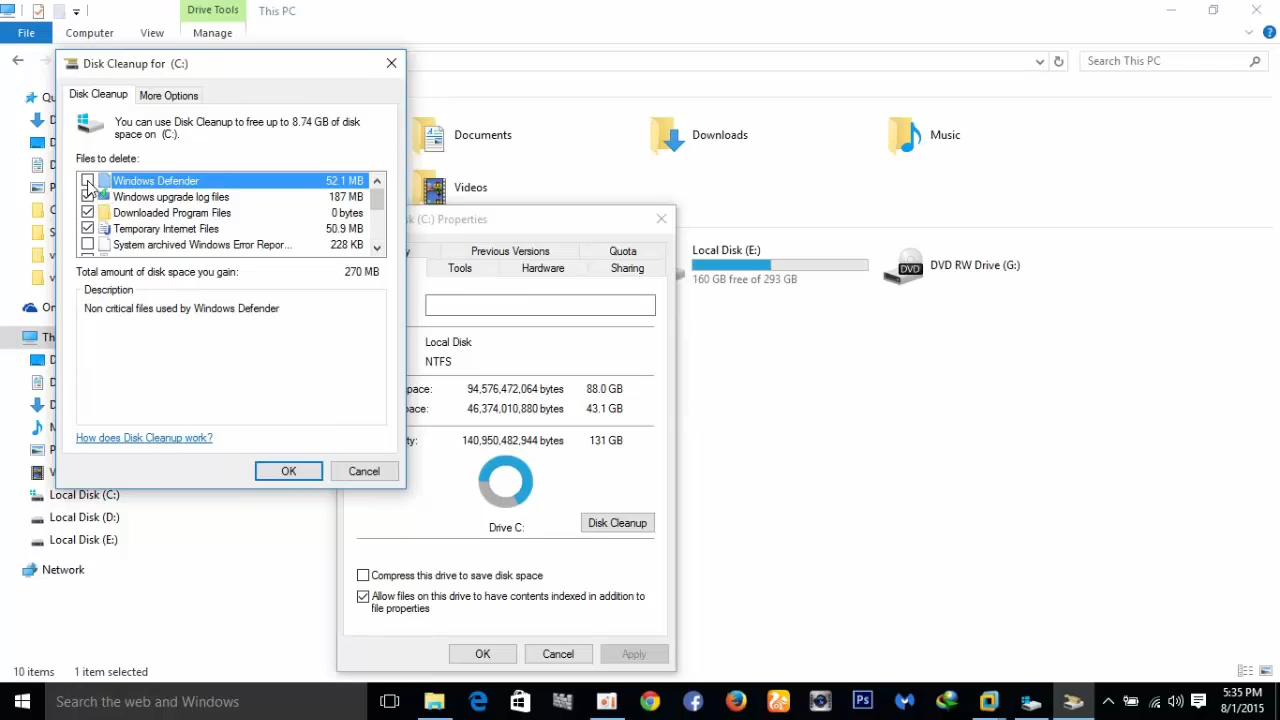 Drive Tools
This PC
File
Computer
View
Manage
Search This PC
Disk Cleanup for (C:)
Disk Cleanup
More Options
You can use Disk Cleanup to free up to 8.74 GB of disk
space on (C:).
Files to delete:
Windows Defender 52.1 MB
Windows upgrade log files 187 MB
Downloaded Program Files 0 bytes
Temporary Internet Files 50.9 MB
System archived Windows Error Repor... 228 KB
Total amount of disk space you gain: 270 MB
Description
Non critical files used by Windows Defender
How does Disk Cleanup work?
OK
Cancel
Documents
Downloads
Music
Videos
Local Disk (E:)
160 GB free of 293 GB
DVD
DVD RW Drive (G:)
(C:) Properties
Previous Versions
Quota
Tools
Hardware
Sharing
Local Disk
NTFS
94,576,472,064 bytes 88.0 GB
46,374,010,880 bytes 43.1 GB
140,950,482,944 bytes 131 GB
Drive C:
Disk Cleanup
Compress this drive to save disk space
Allow files on this drive to have contents indexed in addition to
file properties
OK
Cancel
Apply
Local Disk (C:)
Local Disk (D:)
Local Disk (E:)
Network
10 items
1 item selected
Search the web and Windows
Ps
5:35 PM
8/1/2015